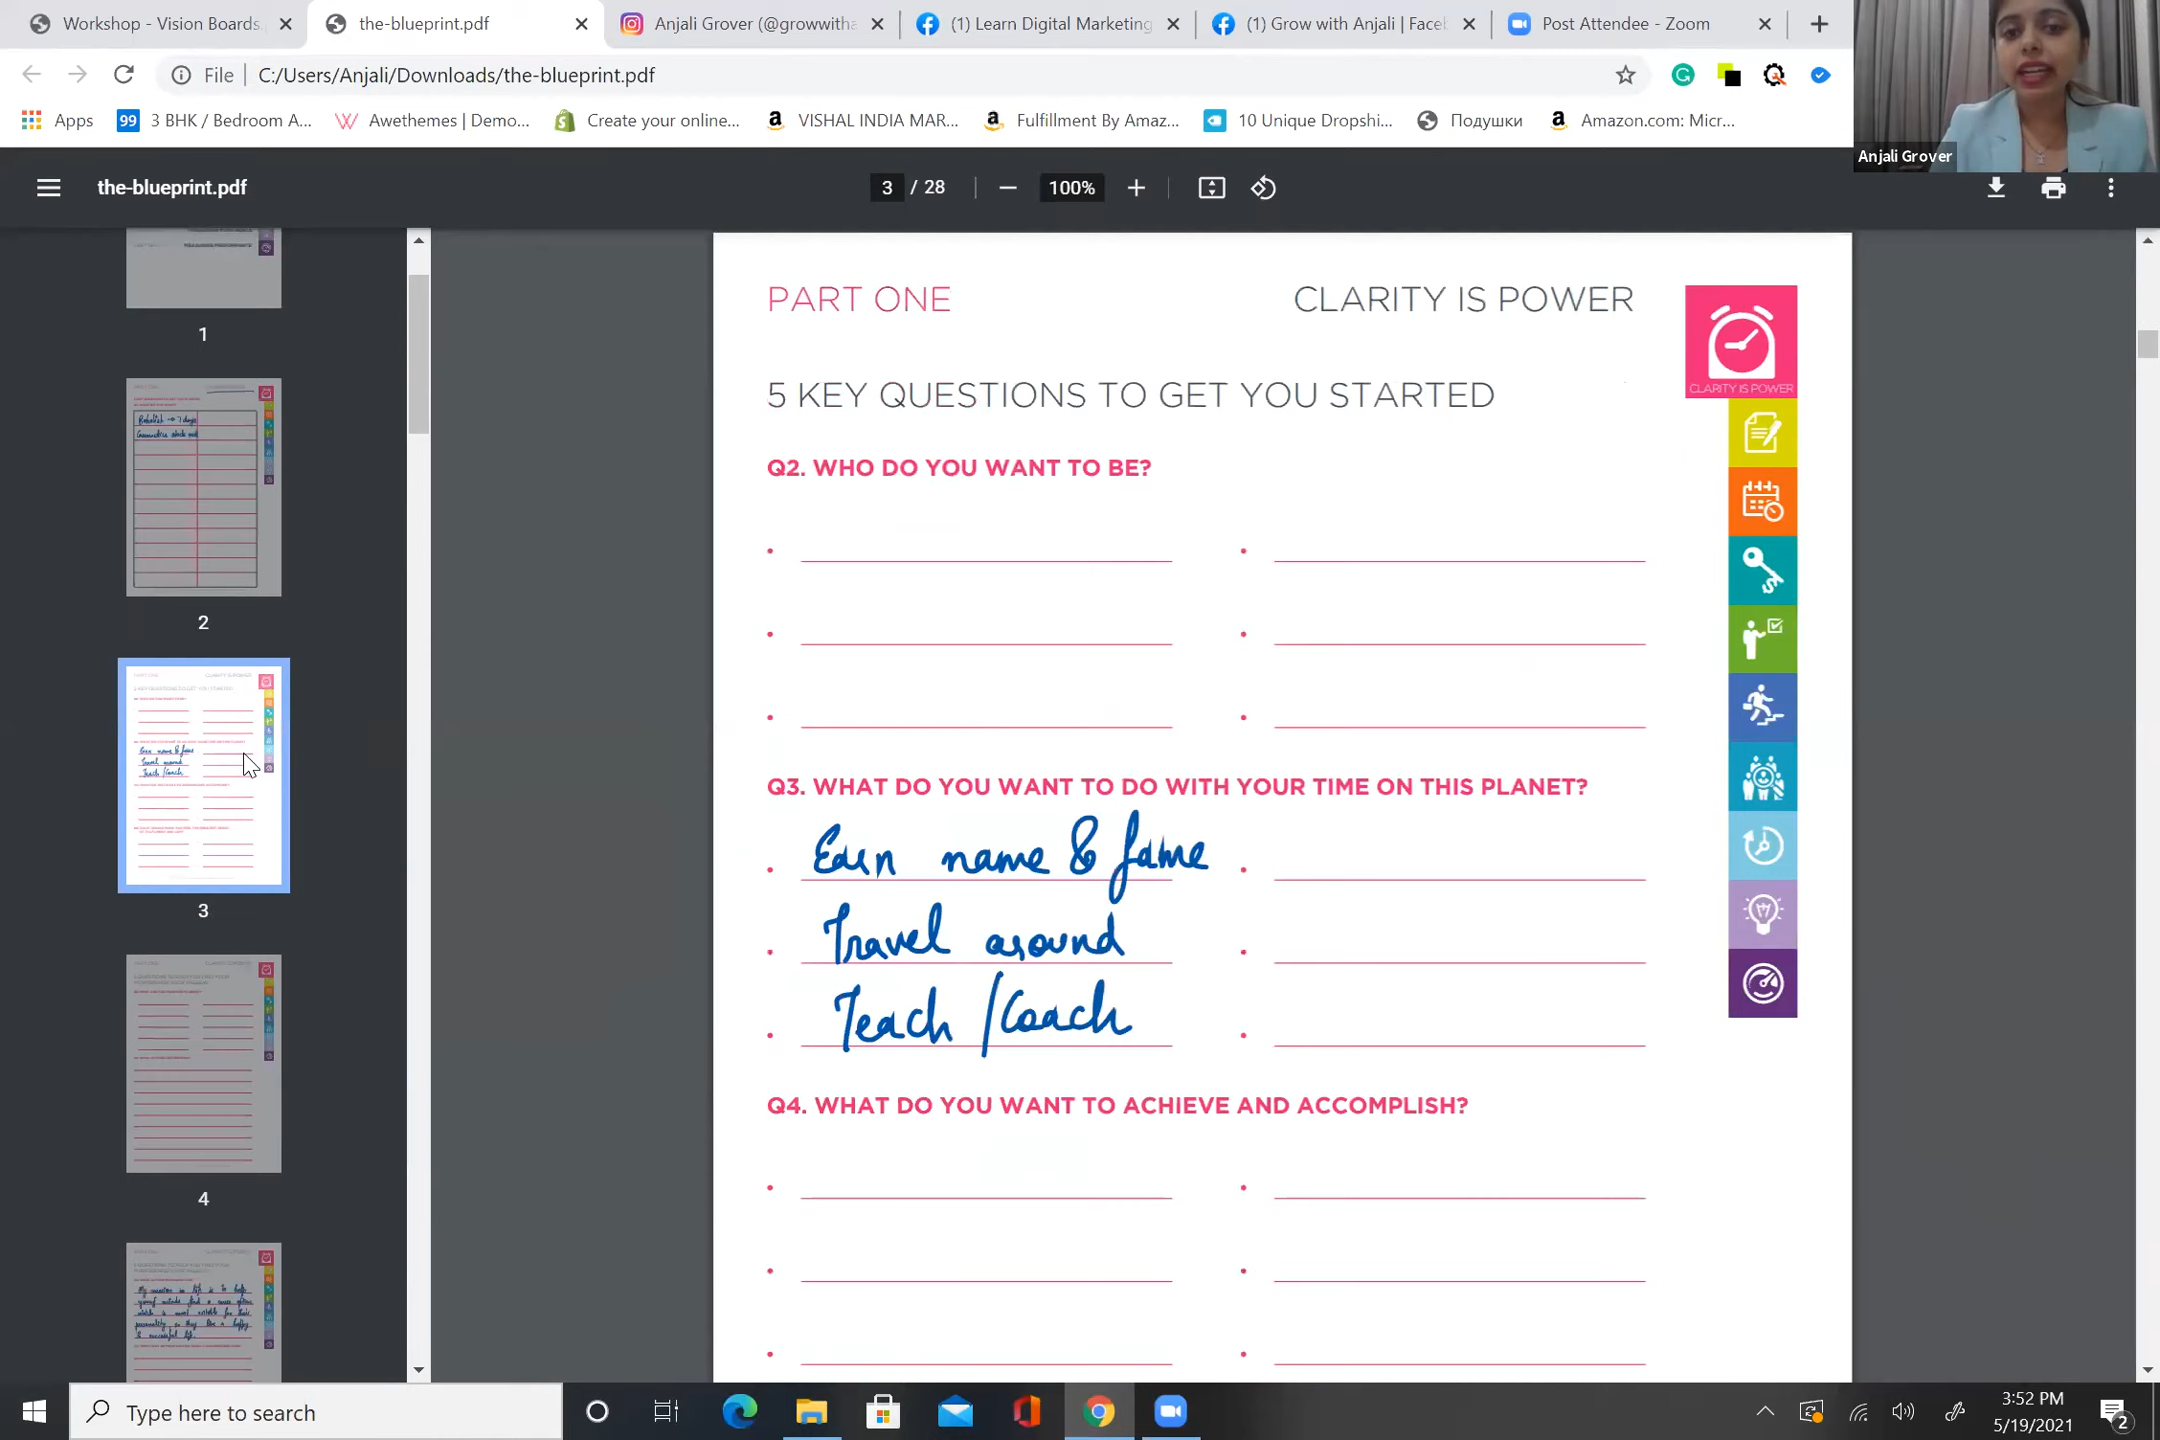 Workshop - Vision Boards.
the-blueprint.pdf
Anjali Grover (@growwitha
(1) Learn Digital Marketing
(1) Grow with Anjali | Face
Post Attendee - Zoom
File
C:/Users/Anjali/Downloads/the-blueprint.pdf
Apps
99
3 BHK / Bedroom A...
Awethemes | Demo...
Create your online...
VISHAL INDIA MAR...
Fulfillment By Amaz...
10 Unique Dropshi...
Подушки
Amazon.com: Micr...
Anjali Grover
the-blueprint.pdf
3 / 28
100%
1
2
3
4
PART ONE
CLARITY IS POWER
CLARITY IS POWER
5 KEY QUESTIONS TO GET YOU STARTED
Q2. WHO DO YOU WANT TO BE?
Q3. WHAT DO YOU WANT TO DO WITH YOUR TIME ON THIS PLANET?
Earn name & fame
Travel around
Teach / Coach
Q4. WHAT DO YOU WANT TO ACHIEVE AND ACCOMPLISH?
Type here to search
3:52 PM
5/19/2021
2